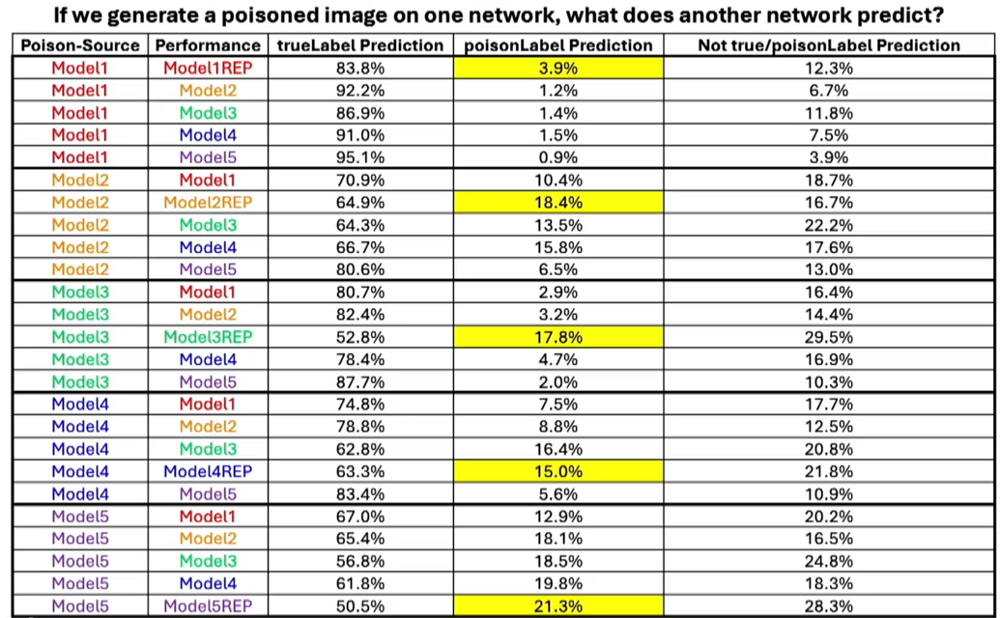 If we generate a poisoned image on one network, what does another network predict?
Poison-Source Performance trueLabel Prediction poisonLabel Prediction Not true/poisonLabel Prediction
Model1 Model1REP 83.8% 3.9% 12.3%
Model1 Model2 92.2% 1.2% 6.7%
Model1 Model3 86.9% 1.4% 11.8%
Model1 Model4 91.0% 1.5% 7.5%
Model1 Model5 95.1% 0.9% 3.9%
Model2 Model1 70.9% 10.4% 18.7%
Model2 Model2REP 64.9% 18.4% 16.7%
Model2 Model3 64.3% 13.5% 22.2%
Model2 Model4 66.7% 15.8% 17.6%
Model2 Model5 80.6% 6.5% 13.0%
Model3 Model1 80.7% 2.9% 16.4%
Model3 Model2 82.4% 3.2% 14.4%
Model3 Model3REP 52.8% 17.8% 29.5%
Model3 Model4 78.4% 4.7% 16.9%
Model3 Model5 87.7% 2.0% 10.3%
Model4 Model1 74.8% 7.5% 17.7%
Model4 Model2 78.8% 8.8% 12.5%
Model4 Model3 62.8% 16.4% 20.8%
Model4 Model4REP 63.3% 15.0% 21.8%
Model4 Model5 83.4% 5.6% 10.9%
Model5 Model1 67.0% 12.9% 20.2%
Model5 Model2 65.4% 18.1% 16.5%
Model5 Model3 56.8% 18.5% 24.8%
Model5 Model4 61.8% 19.8% 18.3%
Model5 Model5REP 50.5% 21.3% 28.3%